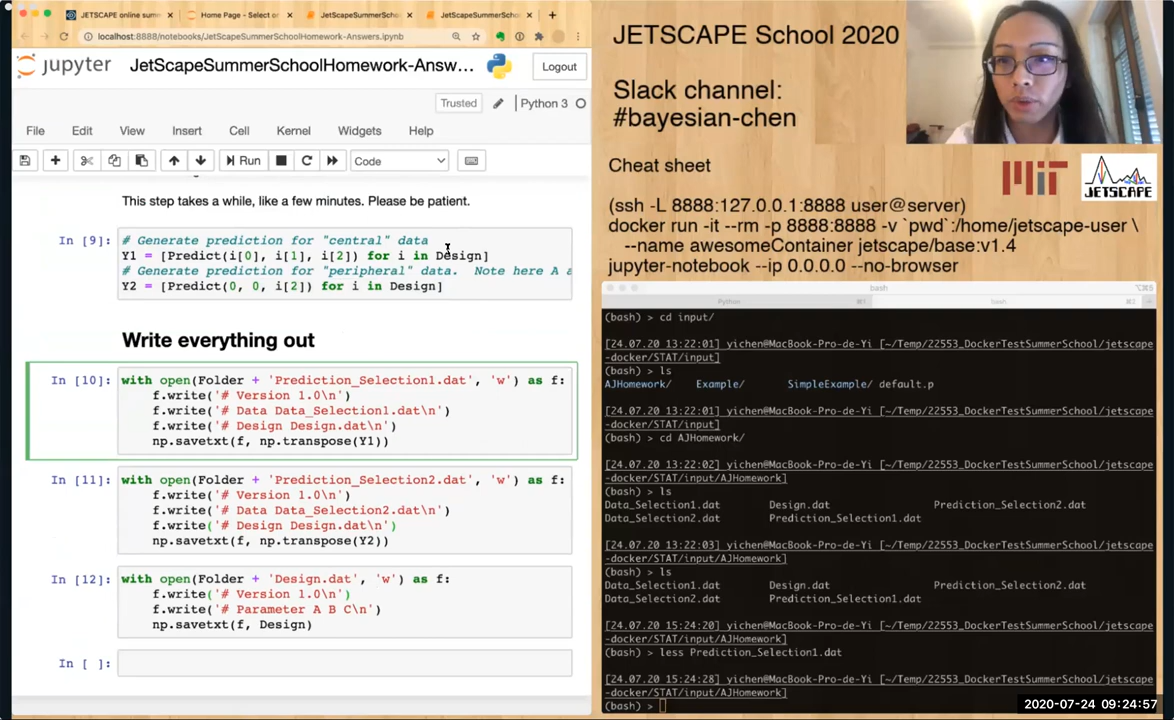 JETSCAPE online sum
Home Page - Select or
JetScapeSummerScho
JetScapeSummerScho
localhost:8888/notebooks/JetScapeSummerSchoolHomework-Answers.ipynb
jupyter
JetScapeSummerSchoolHomework-Answ...
Logout
Trusted
Python 3
File Edit View Insert Cell Kernel Widgets Help
Run
Code
This step takes a while, like a few minutes. Please be patient.
In [9]:
# Generate prediction for "central" data
Y1 = [Predict(i[0], i[1], i[2]) for i in Design]
# Generate prediction for "peripheral" data.  Note here A a
Y2 = [Predict(0, 0, i[2]) for i in Design]
Write everything out
In [10]:
with open(Folder + 'Prediction_Selection1.dat', 'w') as f:
    f.write('# Version 1.0\n')
    f.write('# Data Data_Selection1.dat\n')
    f.write('# Design Design.dat\n')
    np.savetxt(f, np.transpose(Y1))
In [11]:
with open(Folder + 'Prediction_Selection2.dat', 'w') as f:
    f.write('# Version 1.0\n')
    f.write('# Data Data_Selection2.dat\n')
    f.write('# Design Design.dat\n')
    np.savetxt(f, np.transpose(Y2))
In [12]:
with open(Folder + 'Design.dat', 'w') as f:
    f.write('# Version 1.0\n')
    f.write('# Parameter A B C\n')
    np.savetxt(f, Design)
In [ ]:
JETSCAPE School 2020
Slack channel:
#bayesian-chen
Cheat sheet
MIT
JETSCAPE
(ssh -L 8888:127.0.0.1:8888 user@server)
docker run -it --rm -p 8888:8888 -v `pwd`:/home/jetscape-user \
--name awesomeContainer jetscape/base:v1.4
jupyter-notebook --ip 0.0.0.0 --no-browser
bash
Python
bash
(bash) > cd input/
[24.07.20 13:22:01] yichen@MacBook-Pro-de-Yi [~/Temp/22553_DockerTestSummerSchool/jetscape
-docker/STAT/input]
(bash) > ls
AJHomework/ Example/ SimpleExample/ default.p
[24.07.20 13:22:01] yichen@MacBook-Pro-de-Yi [~/Temp/22553_DockerTestSummerSchool/jetscape
-docker/STAT/input]
(bash) > cd AJHomework/
[24.07.20 13:22:02] yichen@MacBook-Pro-de-Yi [~/Temp/22553_DockerTestSummerSchool/jetscape
-docker/STAT/input/AJHomework]
(bash) > ls
Data_Selection1.dat Design.dat Prediction_Selection2.dat
Data_Selection2.dat Prediction_Selection1.dat
[24.07.20 13:22:03] yichen@MacBook-Pro-de-Yi [~/Temp/22553_DockerTestSummerSchool/jetscape
-docker/STAT/input/AJHomework]
(bash) > ls
Data_Selection1.dat Design.dat Prediction_Selection2.dat
Data_Selection2.dat Prediction_Selection1.dat
[24.07.20 15:24:20] yichen@MacBook-Pro-de-Yi [~/Temp/22553_DockerTestSummerSchool/jetscape
-docker/STAT/input/AJHomework]
(bash) > less Prediction_Selection1.dat
[24.07.20 15:24:28] yichen@MacBook-Pro-de-Yi [~/Temp/22553_DockerTestSummerSchool/jetscape
-docker/STAT/input/AJHomework]
(bash) >
2020-07-24 09:24:57